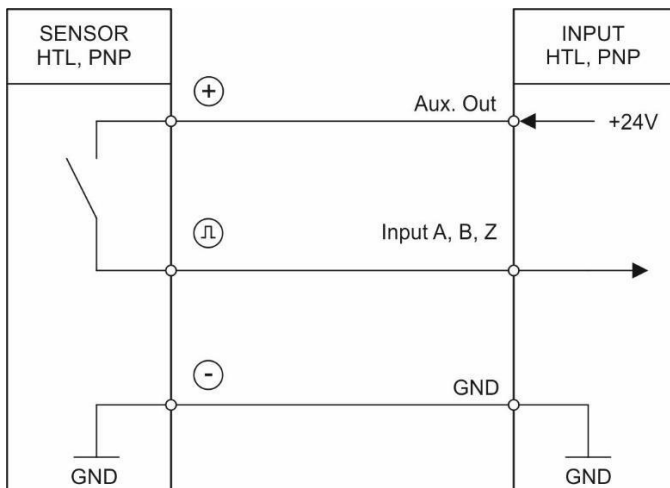 SENSOR
HTL, PNP
INPUT
HTL, PNP
+
Aux. Out
+24V
Input A, B, Z
-
GND
GND
GND